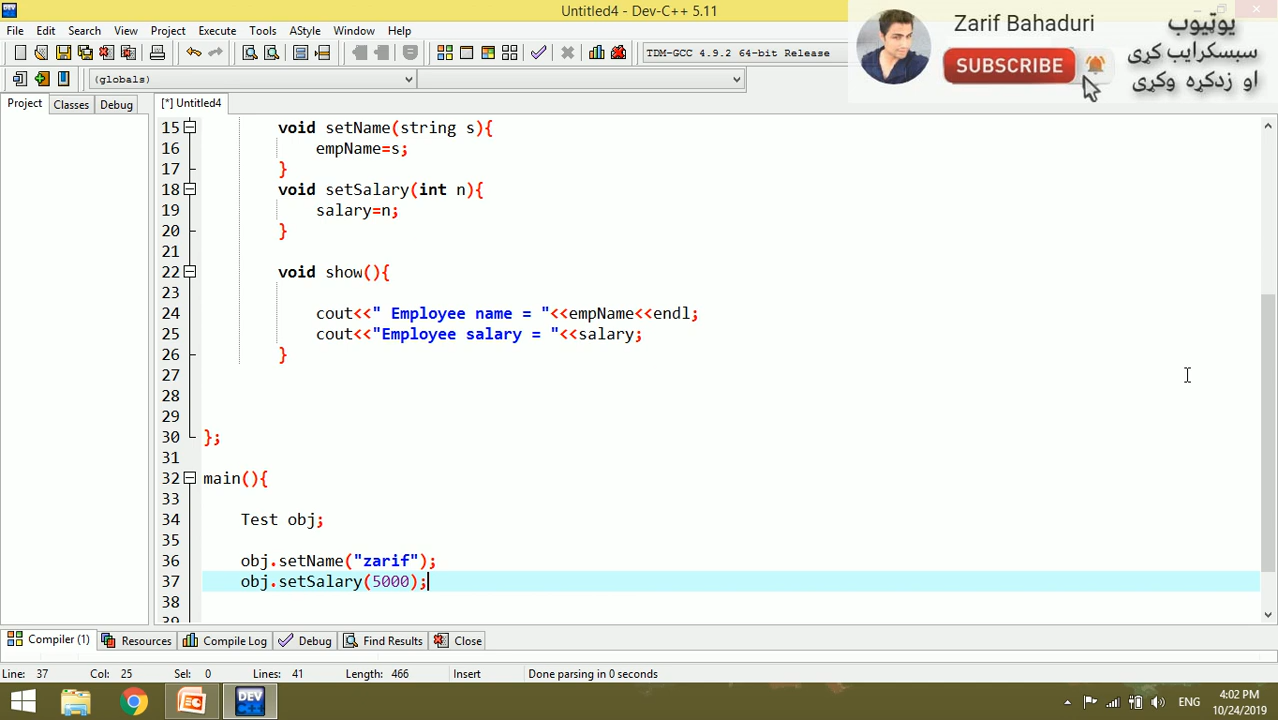 Untitled4 - Dev-C++ 5.11
File Edit Search View Project Execute Tools AStyle Window Help
TDM-GCC 4.9.2 64-bit Release
(globals)
Zarif Bahaduri
SUBSCRIBE
يوټيوب
سبسکرایب کړی
او زدکړه وکړی
Project Classes Debug
[*] Untitled4
15 void setName(string s){
16 empName=s;
17 }
18 void setSalary(int n){
19 salary=n;
20 }
21
22 void show(){
23
24 cout<<" Employee name = "<<empName<<endl;
25 cout<<"Employee salary = "<<salary;
26 }
27
28
29
30 };
31
32 main(){
33
34 Test obj;
35
36 obj.setName("zarif");
37 obj.setSalary(5000);
38
39
Compiler (1) Resources Compile Log Debug Find Results Close
Line: 37 Col: 25 Sel: 0 Lines: 41 Length: 466 Insert Done parsing in 0 seconds
DEV
ENG
4:02 PM
10/24/2019